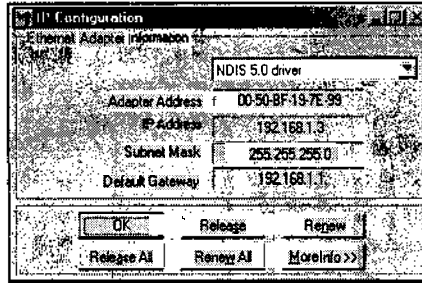 IP Configuration
Ethernet Adapter Information
NDIS 5.0 driver
Adapter Address 00-50-BF-19-7E-99
IP Address 192.168.1.3
Subnet Mask 255.255.255.0
Default Gateway 192.168.1.1
OK Release Renew
Release All Renew All More Info >>